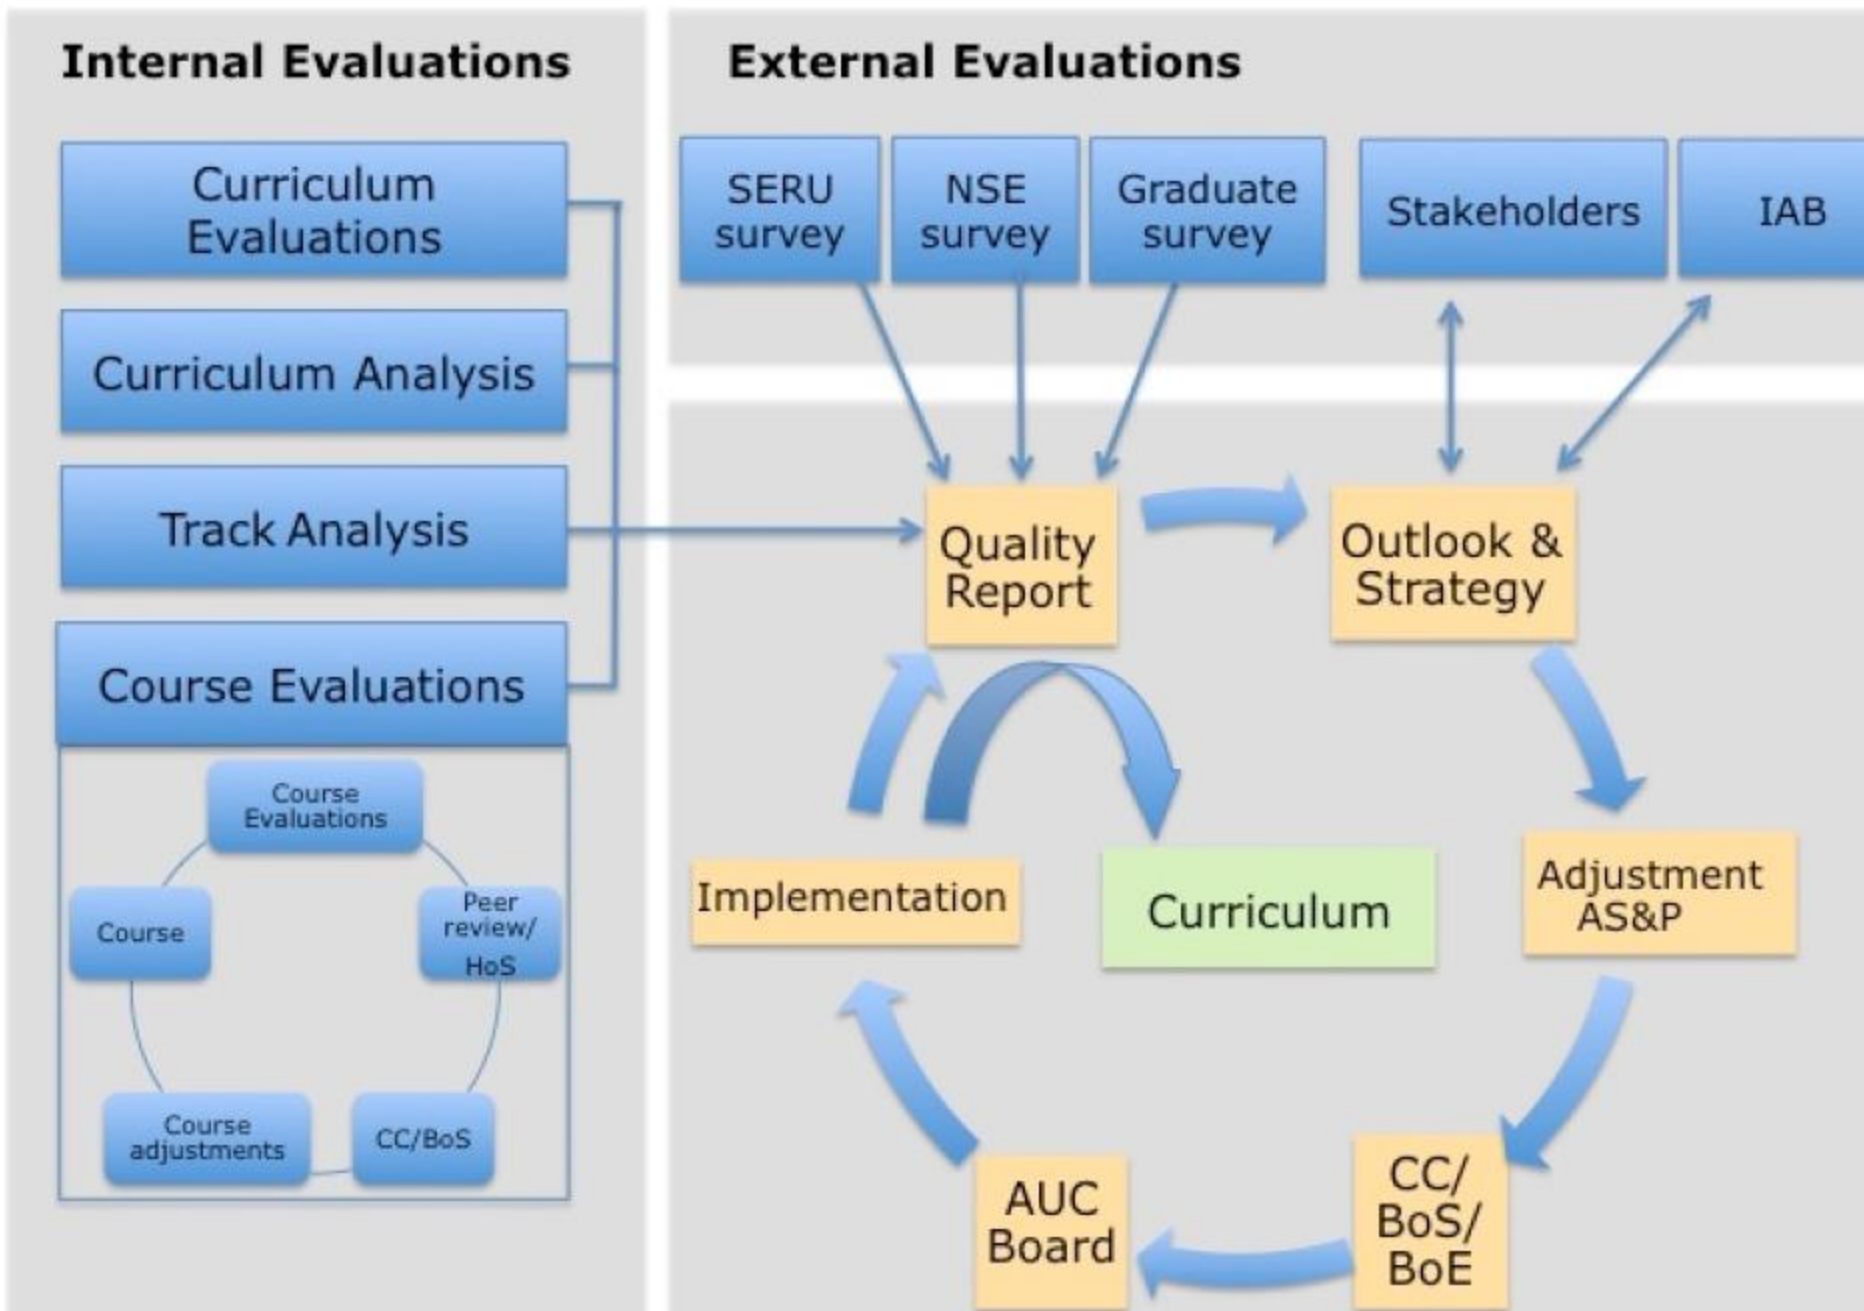 Internal Evaluations
Curriculum
Evaluations
Curriculum Analysis
Track Analysis
Course Evaluations
Course
Evaluations
Peer
review/
HoS
CC/BoS
Course
adjustments
Course
External Evaluations
SERU
survey
NSE
survey
Graduate
survey
Stakeholders
IAB
Quality
Report
Outlook &
Strategy
Adjustment
AS&P
CC/
BoS/
BoE
AUC
Board
Implementation
Curriculum